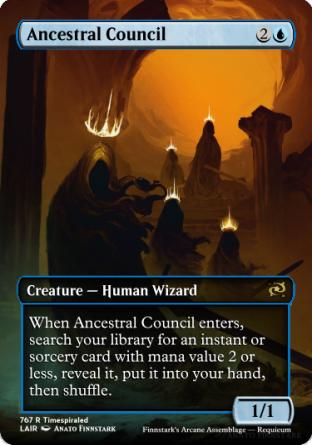 Ancestral Council 2
Creature — Human Wizard
When Ancestral Council enters,
search your library for an instant or
sorcery card with mana value 2 or
less, reveal it, put it into your hand,
then shuffle.
1/1
767 R Timespiraled
LAIR Anato Finnstark
Finnstark's Arcane Assemblage — Requieum